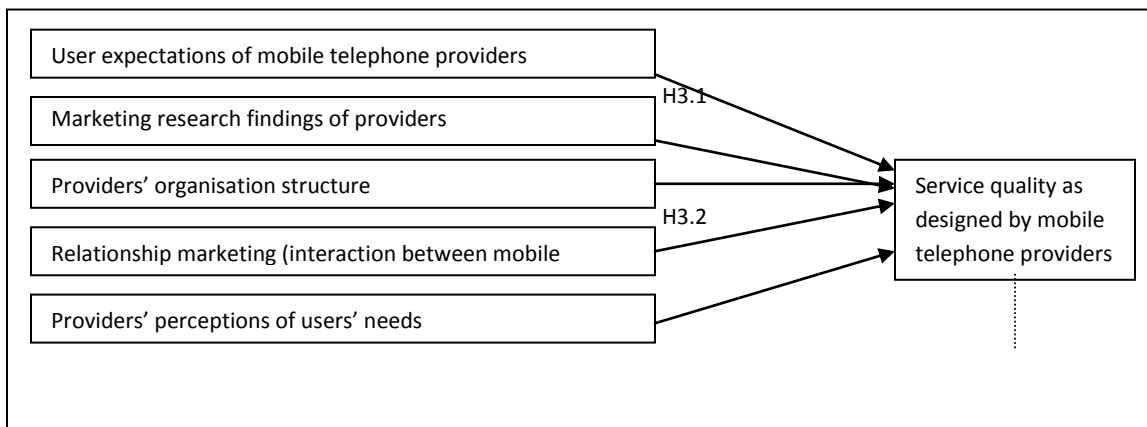 User expectations of mobile telephone providers
H3.1
Marketing research findings of providers
Providers’ organisation structure
H3.2
Relationship marketing (interaction between mobile
Providers’ perceptions of users’ needs
Service quality as
designed by mobile
telephone providers